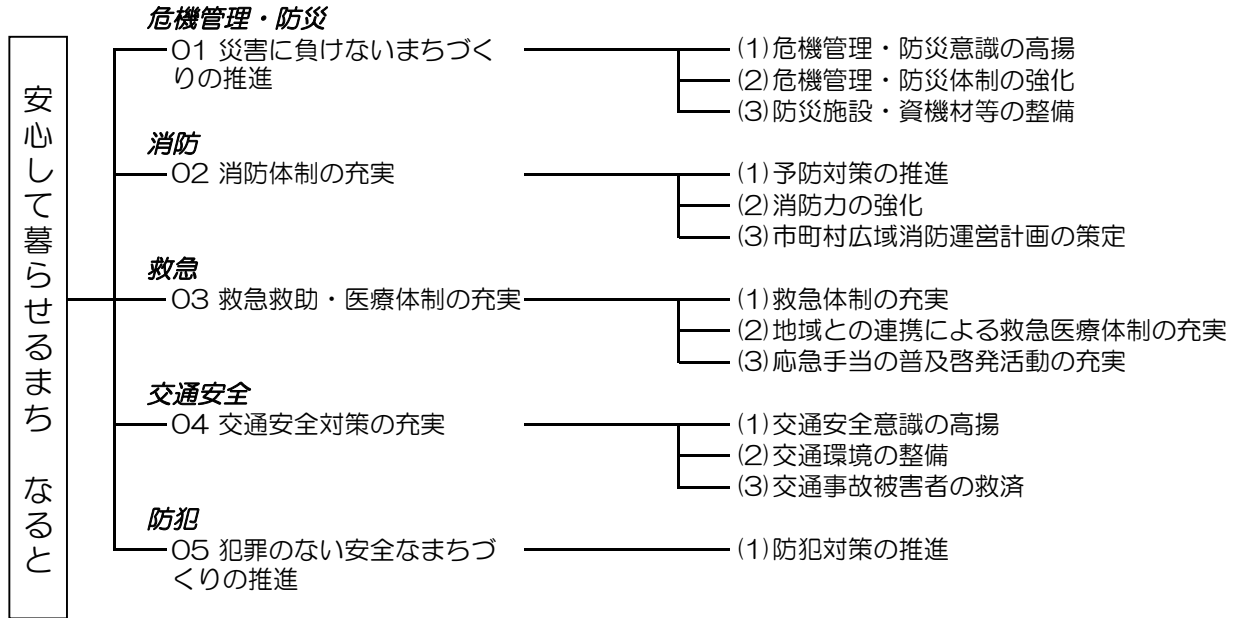 安心して暮らせるまち なると
危機管理・防災
01 災害に負けないまちづく
りの推進
(1)危機管理・防災意識の高揚
(2)危機管理・防災体制の強化
(3)防災施設・資機材等の整備
消防
02 消防体制の充実
(1)予防対策の推進
(2)消防力の強化
(3)市町村広域消防運営計画の策定
救急
03 救急救助・医療体制の充実
(1)救急体制の充実
(2)地域との連携による救急医療体制の充実
(3)応急手当の普及啓発活動の充実
交通安全
04 交通安全対策の充実
(1)交通安全意識の高揚
(2)交通環境の整備
(3)交通事故被害者の救済
防犯
05 犯罪のない安全なまちづ
くりの推進
(1)防犯対策の推進